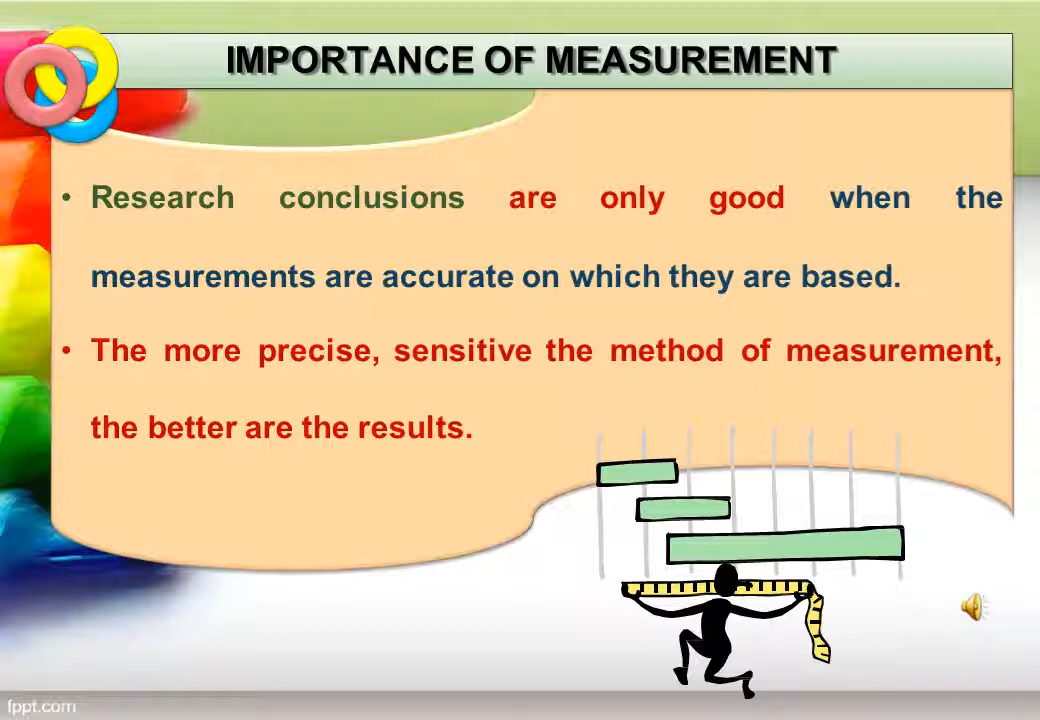 IMPORTANCE OF MEASUREMENT
• Research conclusions are only good when the
measurements are accurate on which they are based.
• The more precise, sensitive the method of measurement,
the better are the results.
fppt.com